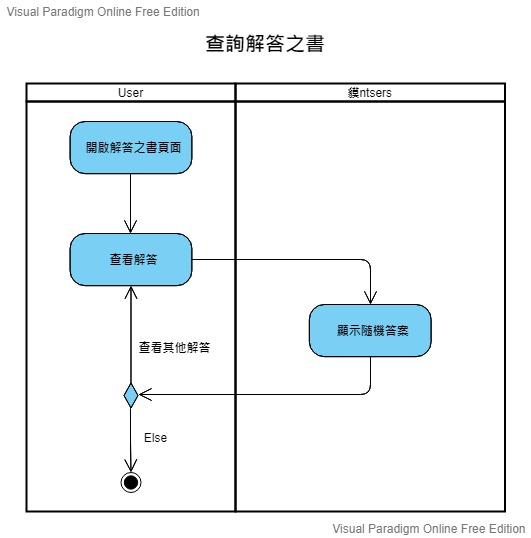 Visual Paradigm Online Free Edition
查詢解答之書
User
貘ntsers
開啟解答之書頁面
查看解答
顯示隨機答案
查看其他解答
Else
Visual Paradigm Online Free Edition